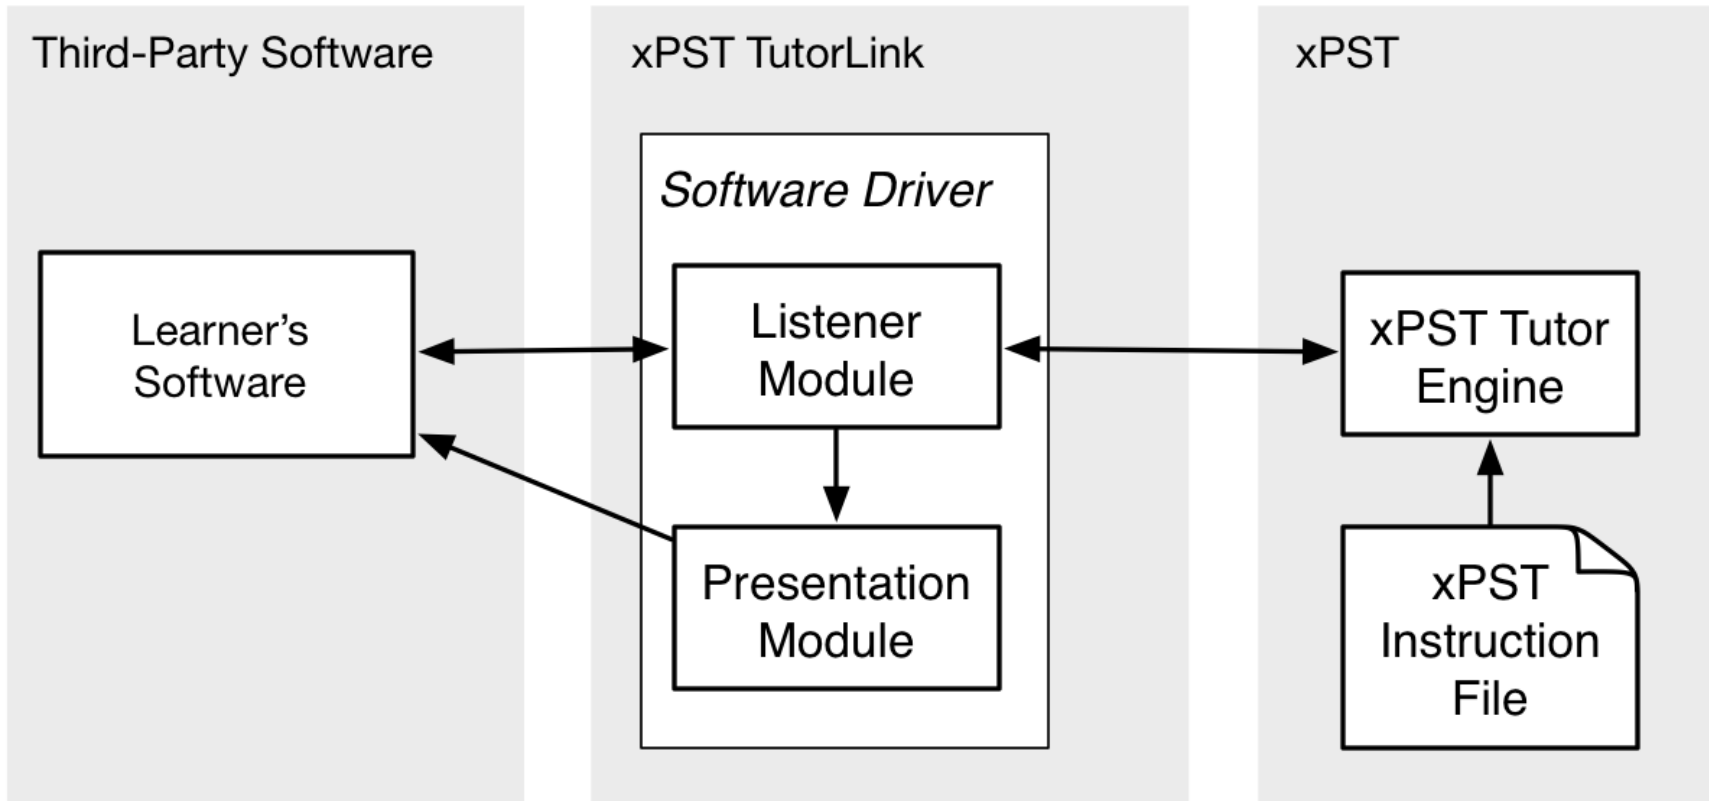 Third-Party Software
xPST TutorLink
xPST
Software Driver
Learner’s
Software
Listener
Module
xPST Tutor
Engine
Presentation
Module
xPST
Instruction
File